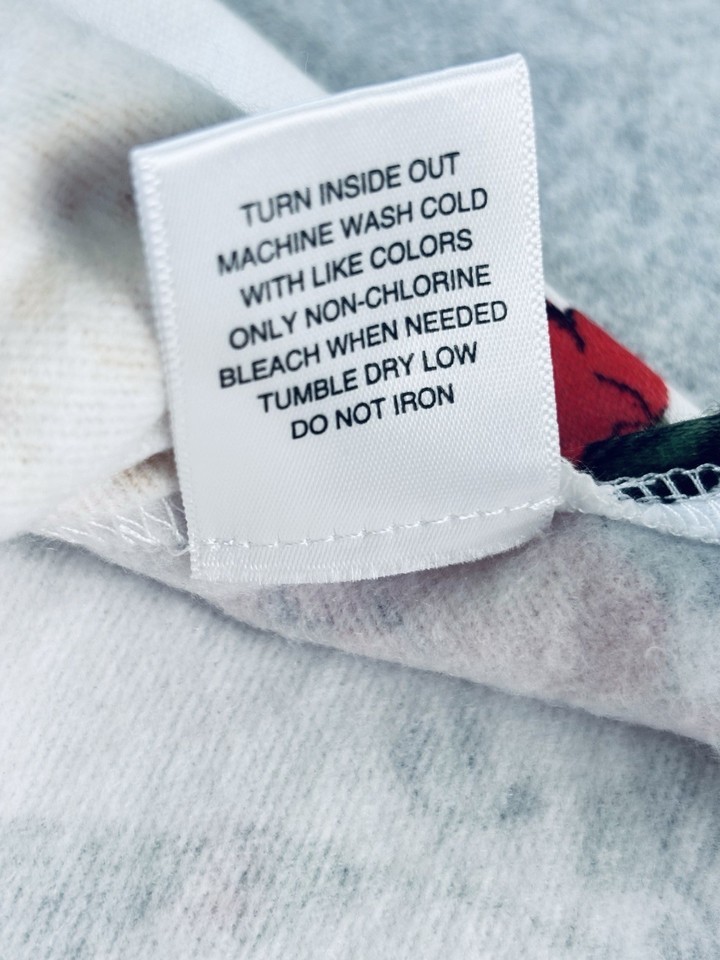 TURN INSIDE OUT
MACHINE WASH COLD
WITH LIKE COLORS
ONLY NON-CHLORINE
BLEACH WHEN NEEDED
TUMBLE DRY LOW
DO NOT IRON